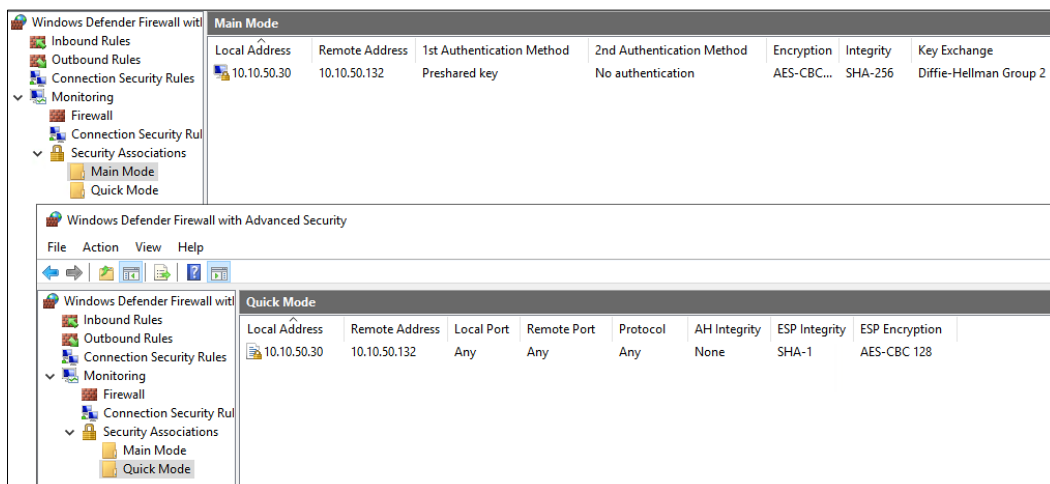 Windows Defender Firewall witl
Main Mode
Inbound Rules
Outbound Rules
Connection Security Rules
Monitoring
Firewall
Connection Security Rul
Security Associations
Main Mode
Quick Mode
Local Address Remote Address 1st Authentication Method 2nd Authentication Method Encryption Integrity Key Exchange
10.10.50.30 10.10.50.132 Preshared key No authentication AES-CBC... SHA-256 Diffie-Hellman Group 2
Windows Defender Firewall with Advanced Security
File Action View Help
Windows Defender Firewall witl
Quick Mode
Inbound Rules
Outbound Rules
Connection Security Rules
Monitoring
Firewall
Connection Security Rul
Security Associations
Main Mode
Quick Mode
Local Address Remote Address Local Port Remote Port Protocol AH Integrity ESP Integrity ESP Encryption
10.10.50.30 10.10.50.132 Any Any Any None SHA-1 AES-CBC 128